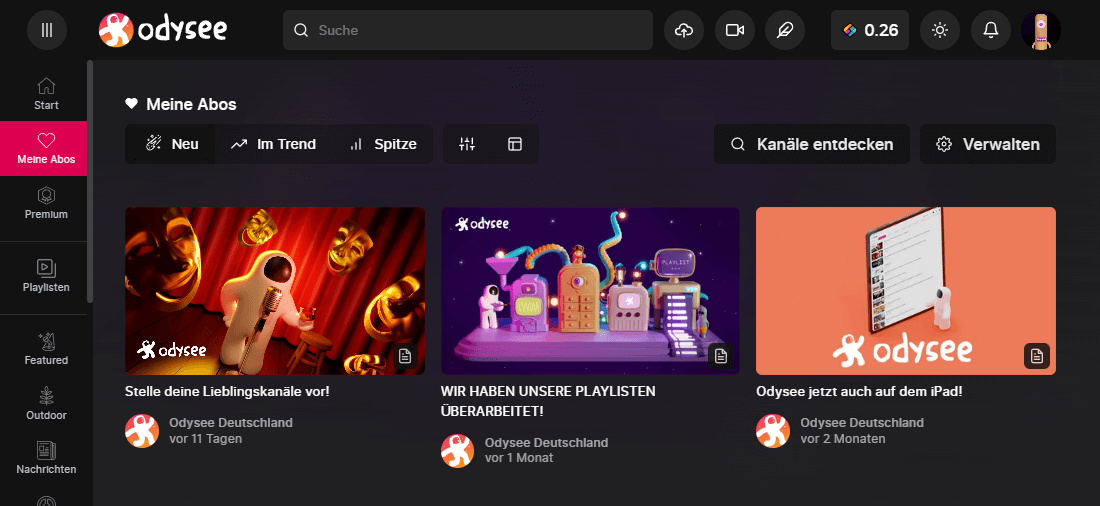 odysee
Suche
0.26
Start
Meine Abos
Premium
Playlisten
Featured
Outdoor
Nachrichten
Meine Abos
Neu
Im Trend
Spitze
Kanäle entdecken
Verwalten
odysee
Stelle deine Lieblingskanäle vor!
Odysee Deutschland
vor 11 Tagen
odysee
PLAYLIST
WIR HABEN UNSERE PLAYLISTEN
ÜBERARBEITET!
Odysee Deutschland
vor 1 Monat
odysee
Odysee jetzt auch auf dem iPad!
Odysee Deutschland
vor 2 Monaten